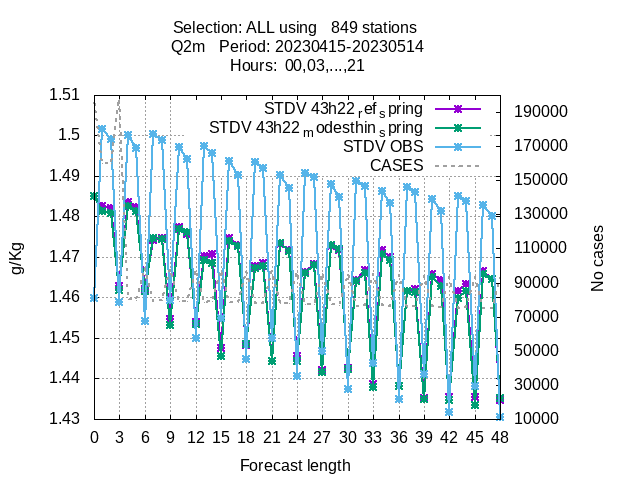 Selection: ALL using   849 stations
Q2m   Period: 20230415-20230514
Hours:  00,03,...,21
STDV 43h22refspring
STDV 43h22modesthinspring
STDV OBS
CASES
1.51
1.5
1.49
1.48
1.47
1.46
1.45
1.44
1.43
190000
170000
150000
130000
110000
90000
70000
50000
30000
10000
g/Kg
No cases
0 3 6 9 12 15 18 21 24 27 30 33 36 39 42 45 48
Forecast length